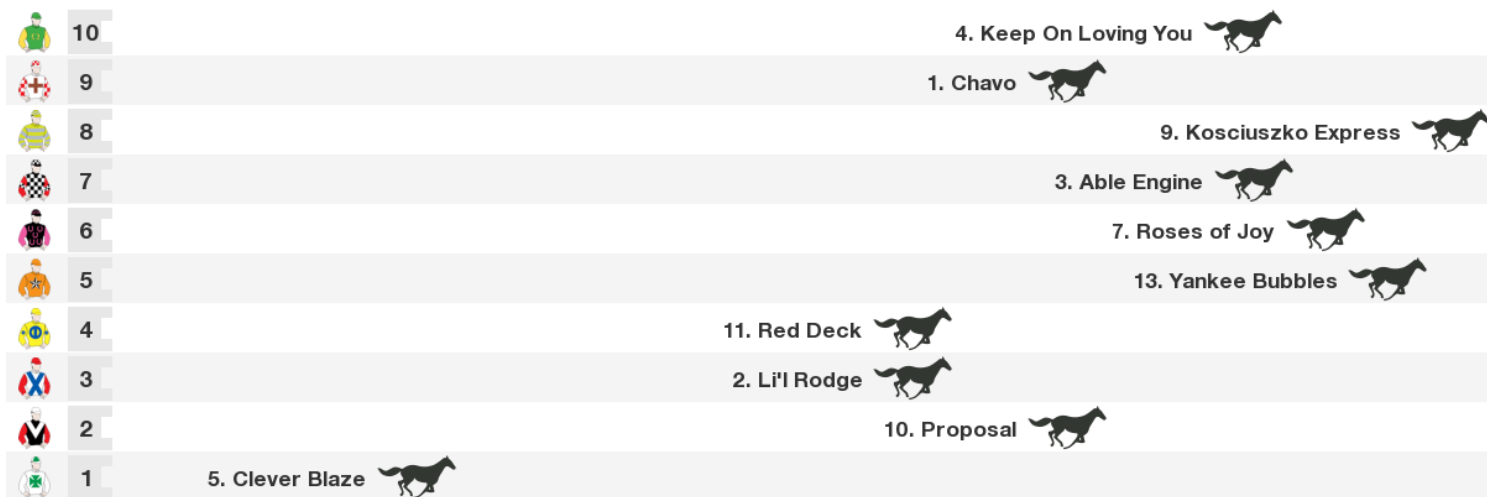 10 4. Keep On Loving You
9 1. Chavo
8 9. Kosciuszko Express
7 3. Able Engine
6 7. Roses of Joy
5 13. Yankee Bubbles
4 11. Red Deck
3 2. Li'l Rodge
2 10. Proposal
1 5. Clever Blaze